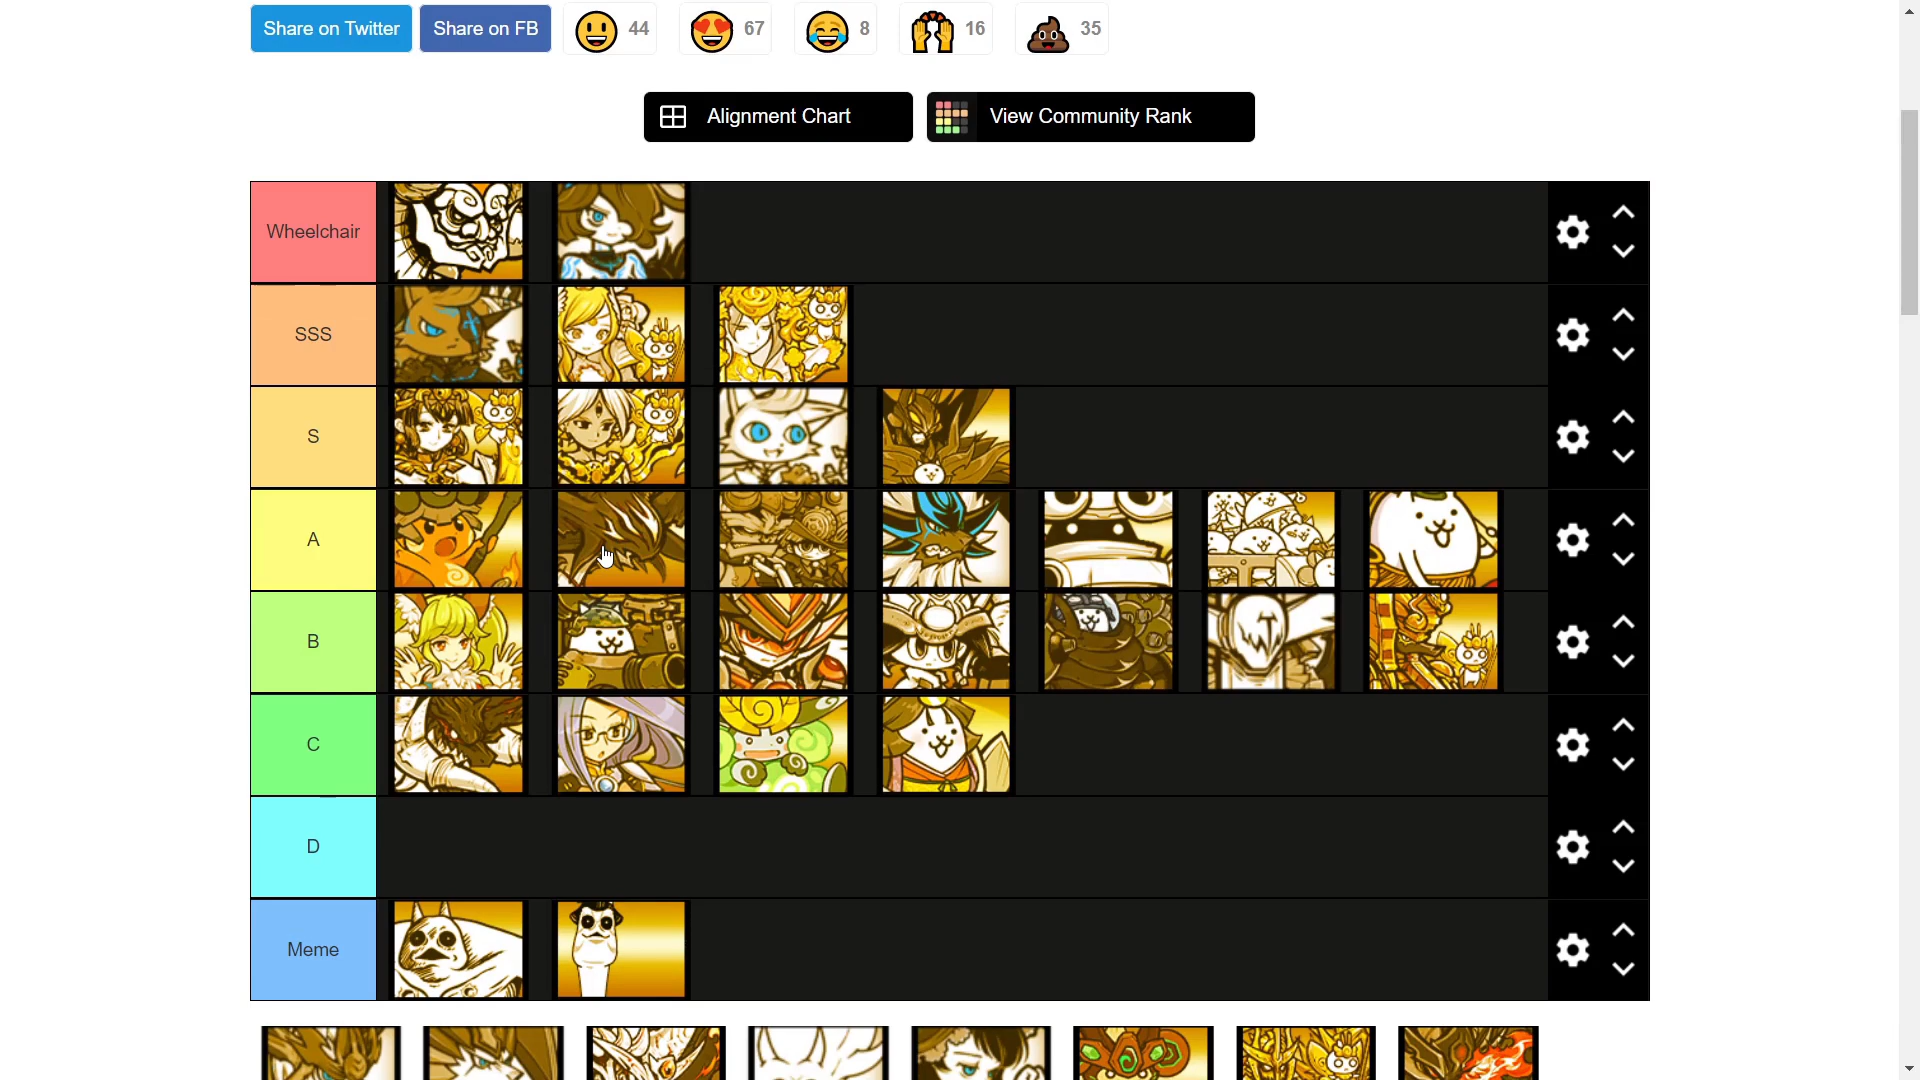 Share on Twitter
Share on FB
44
67
8
16
35
Alignment Chart
View Community Rank
Wheelchair
SSS
S
A
B
C
D
Meme